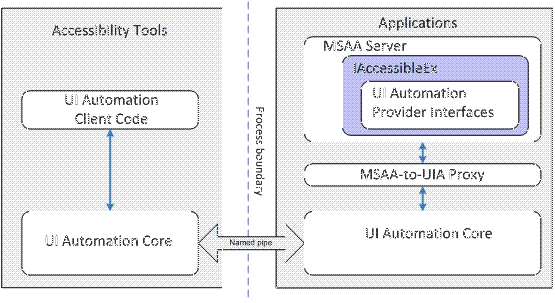 Accessibility Tools
UI Automation
Client Code
UI Automation Core
Process boundary
Named pipe
Applications
MSAA Server
IAccessibleEx
UI Automation
Provider Interfaces
MSAA-to-UIA Proxy
UI Automation Core